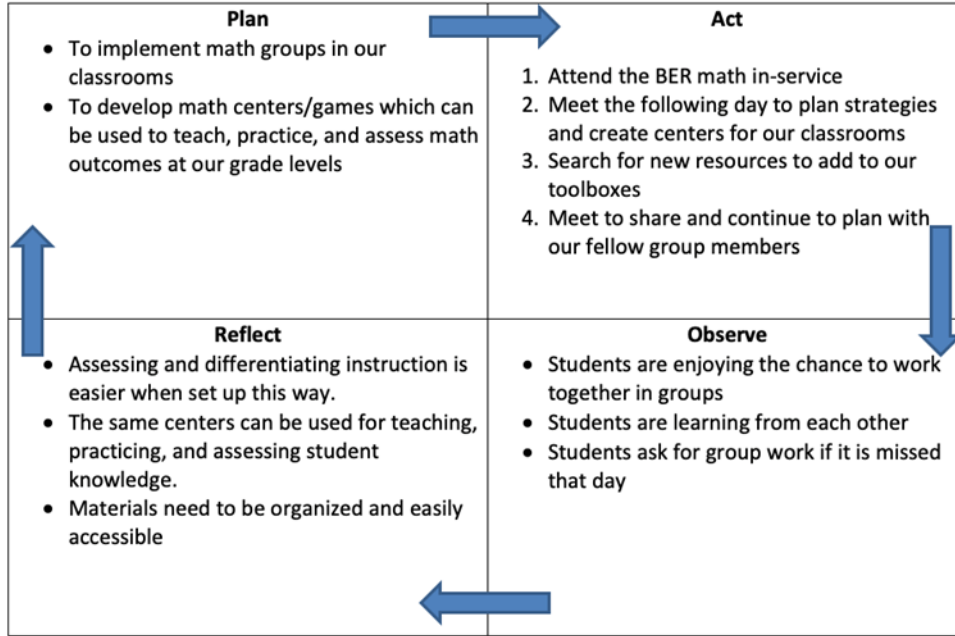 Plan
• To implement math groups in our
classrooms
• To develop math centers/games which can
be used to teach, practice, and assess math
outcomes at our grade levels
Act
1. Attend the BER math in-service
2. Meet the following day to plan strategies
and create centers for our classrooms
3. Search for new resources to add to our
toolboxes
4. Meet to share and continue to plan with
our fellow group members
Reflect
• Assessing and differentiating instruction is
easier when set up this way.
• The same centers can be used for teaching,
practicing, and assessing student
knowledge.
• Materials need to be organized and easily
accessible
Observe
• Students are enjoying the chance to work
together in groups
• Students are learning from each other
• Students ask for group work if it is missed
that day